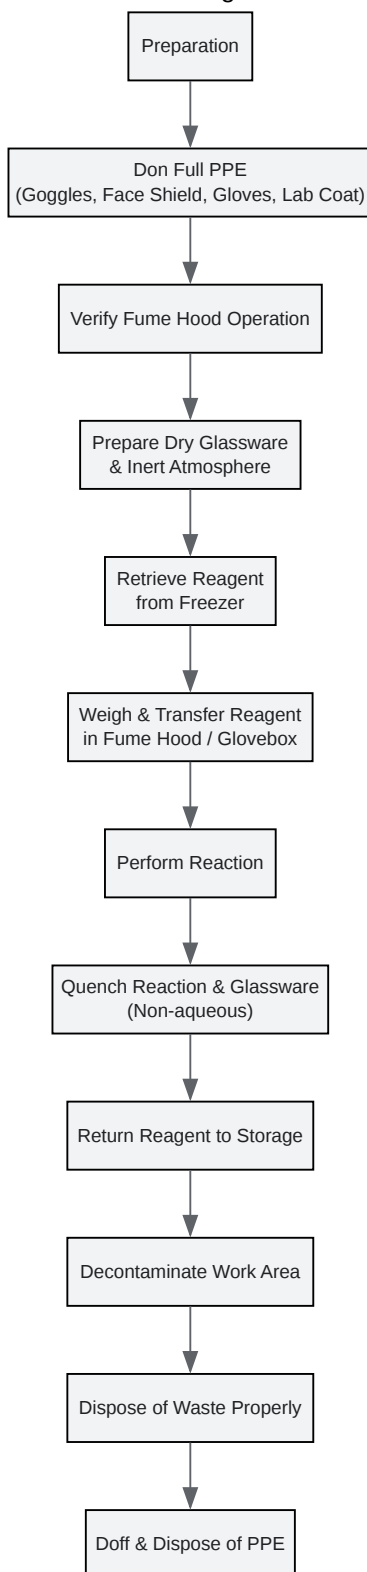 Preparation
Don Full PPE
(Goggles, Face Shield, Gloves, Lab Coat)
Verify Fume Hood Operation
Prepare Dry Glassware
& Inert Atmosphere
Retrieve Reagent
from Freezer
Weigh & Transfer Reagent
in Fume Hood / Glovebox
Perform Reaction
Quench Reaction & Glassware
(Non-aqueous)
Return Reagent to Storage
Decontaminate Work Area
Dispose of Waste Properly
Doff & Dispose of PPE